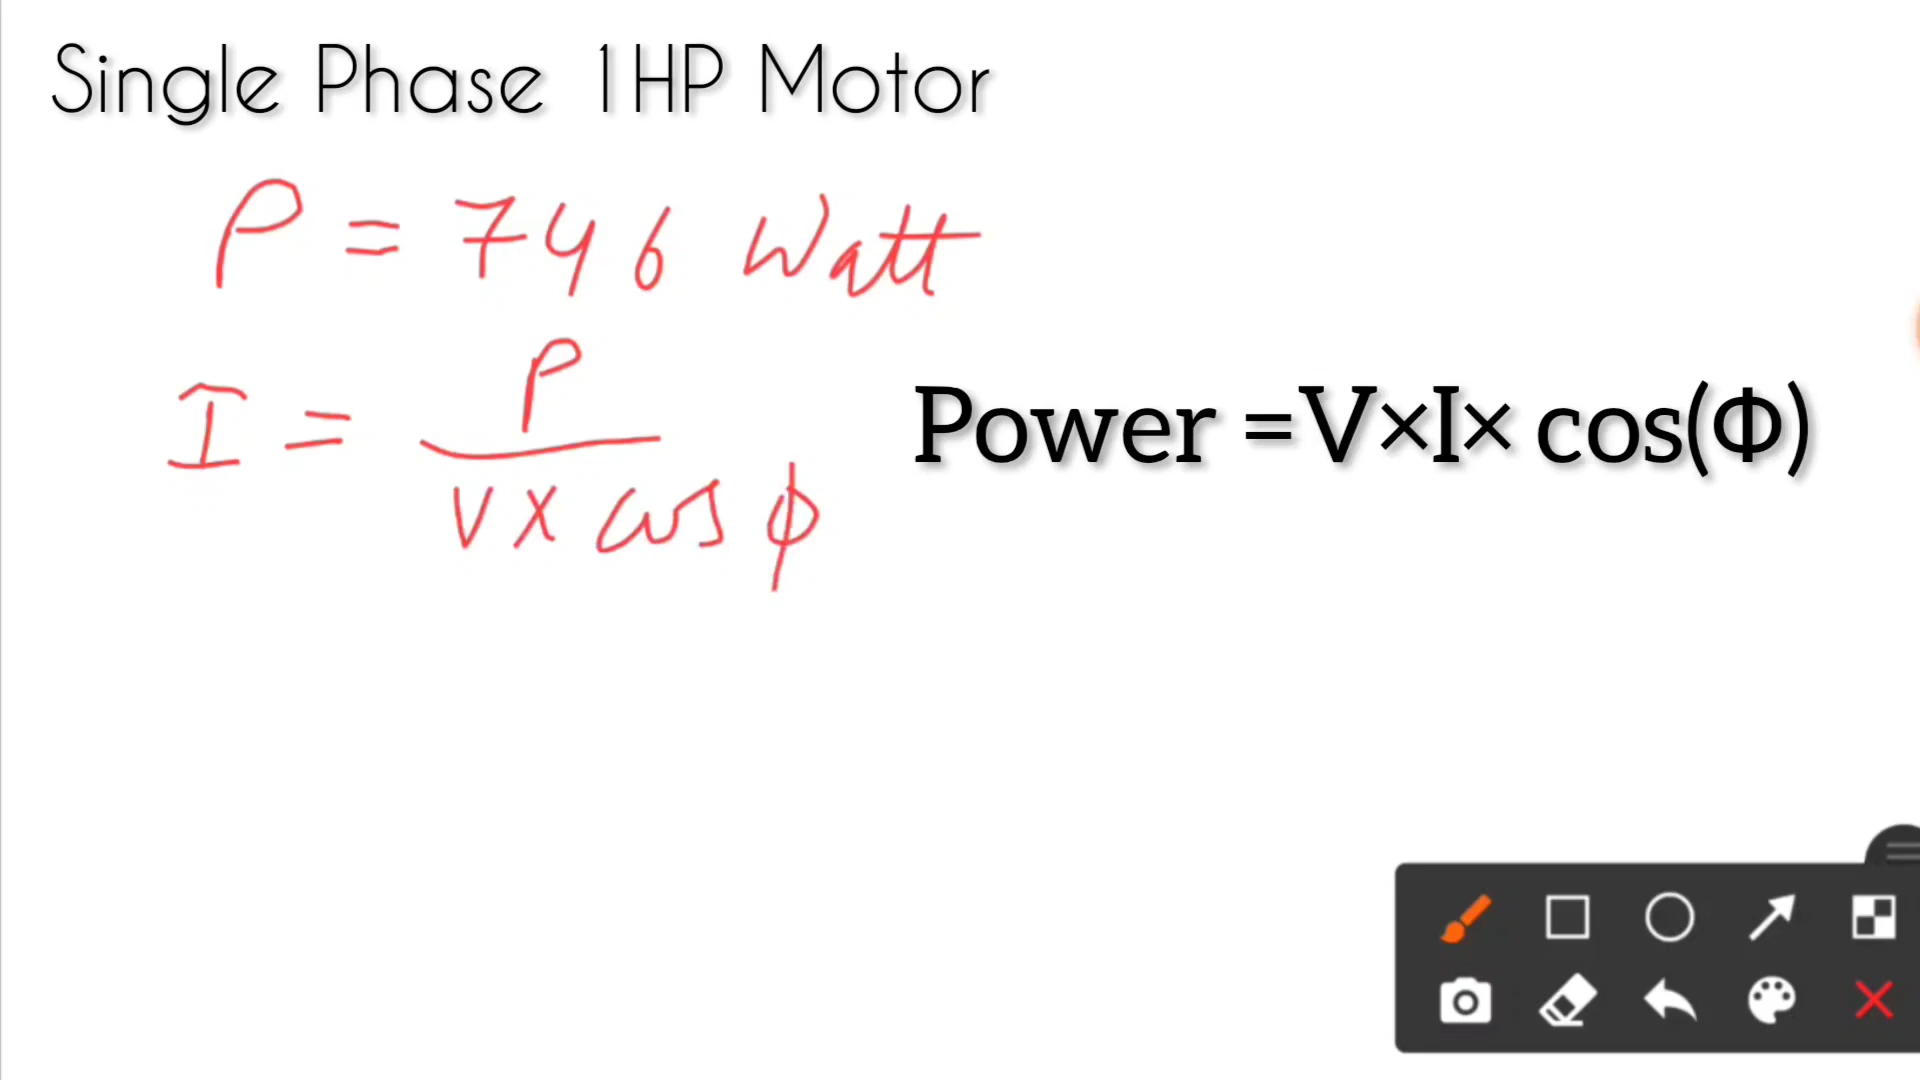 Single Phase 1HP Motor
P = 746 Watt
I = P / V x cos φ
Power =V×I× cos(Φ)